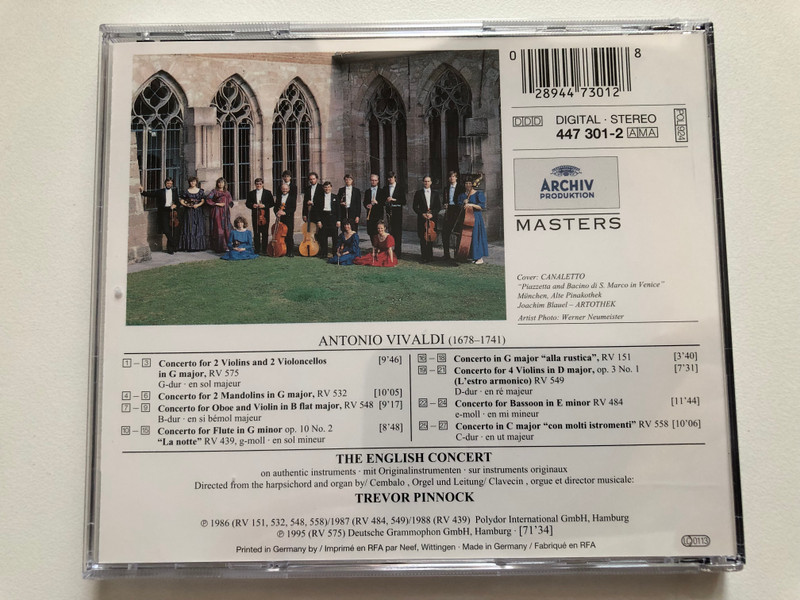 0 28944 73012 8
DDD DIGITAL · STEREO
447 301-2 AMA
POL 924
ARCHIV
PRODUKTION
MASTERS
Cover: CANALETTO
"Piazzetta and Bacino di S. Marco in Venice"
München, Alte Pinakothek
Joachim Blauel – ARTOTHEK
Artist Photo: Werner Neumeister
ANTONIO VIVALDI (1678–1741)
1 – 3 Concerto for 2 Violins and 2 Violoncellos [9'46]
in G major, RV 575
G-dur · en sol majeur
4 – 6 Concerto for 2 Mandolins in G major, RV 532 [10'05]
7 – 9 Concerto for Oboe and Violin in B flat major, RV 548 [9'17]
B-dur · en si bémol majeur
10 – 15 Concerto for Flute in G minor op. 10 No. 2 [8'48]
"La notte" RV 439, g-moll · en sol mineur
16 – 18 Concerto in G major "alla rustica", RV 151 [3'40]
19 – 21 Concerto for 4 Violins in D major, op. 3 No. 1 [7'31]
(L'estro armonico) RV 549
D-dur · en ré majeur
22 – 24 Concerto for Bassoon in E minor RV 484 [11'44]
e-moll · en mi mineur
25 – 27 Concerto in C major "con molti istromenti" RV 558 [10'06]
C-dur · en ut majeur
THE ENGLISH CONCERT
on authentic instruments · mit Originalinstrumenten · sur instruments originaux
Directed from the harpsichord and organ by/ Cembalo , Orgel und Leitung/ Clavecin , orgue et director musicale:
TREVOR PINNOCK
℗ 1986 (RV 151, 532, 548, 558)/1987 (RV 484, 549)/1988 (RV 439) Polydor International GmbH, Hamburg
℗ 1995 (RV 575) Deutsche Grammophon GmbH, Hamburg · [71'34]
Printed in Germany by / Imprimé en RFA par Neef, Wittingen · Made in Germany / Fabriqué en RFA
LC 0113